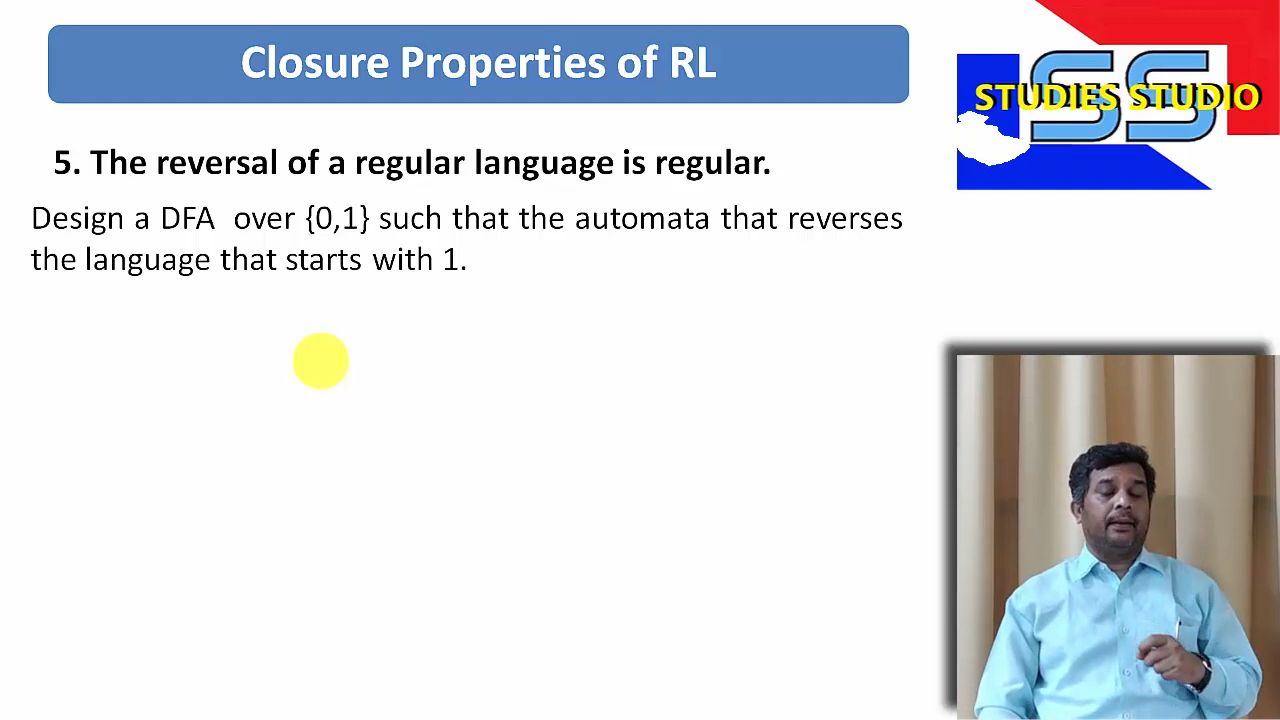 Closure Properties of RL
SS
STUDIES STUDIO
5. The reversal of a regular language is regular.
Design a DFA over {0,1} such that the automata that reverses
the language that starts with 1.